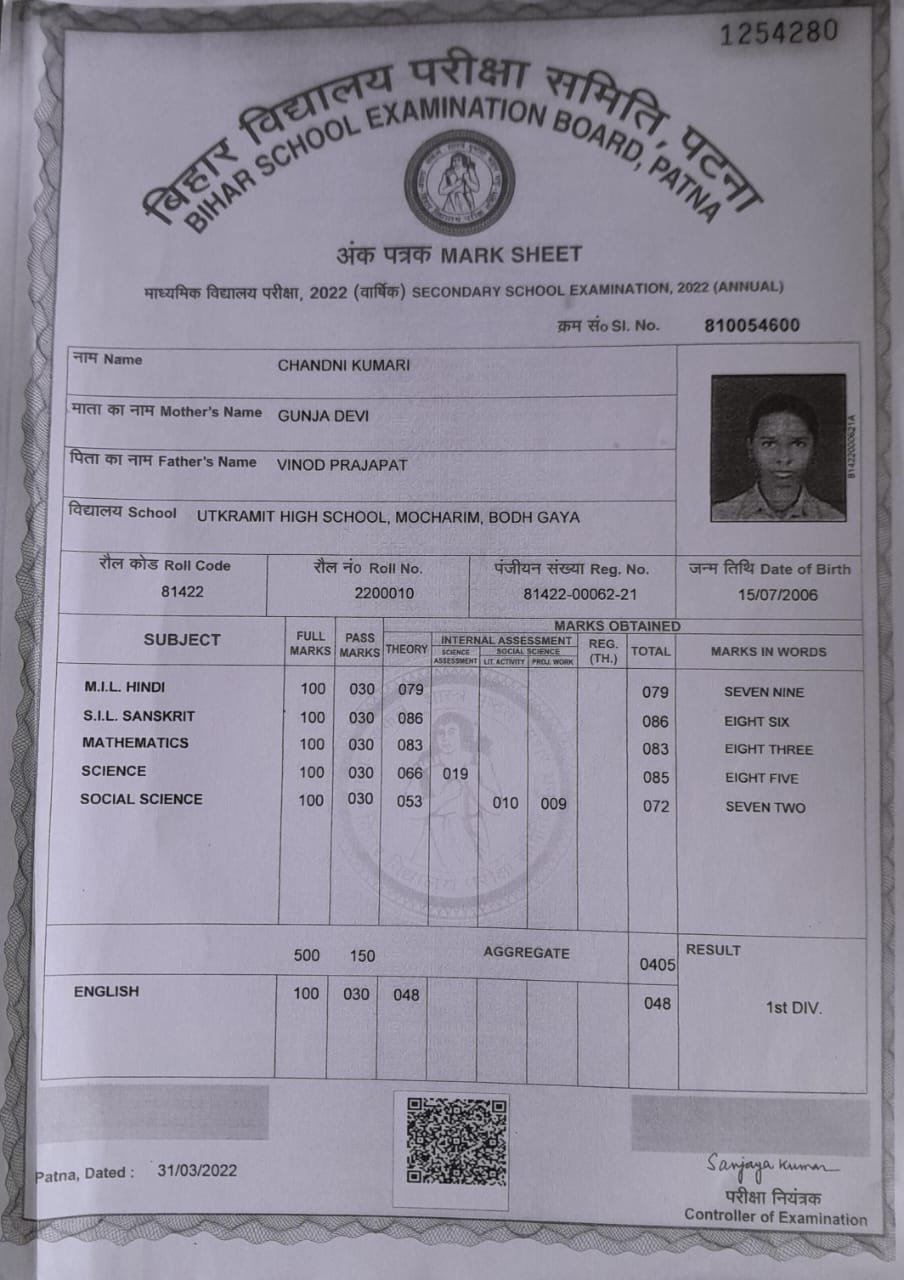 1254280
बिहार विद्यालय परीक्षा समिति, पटना
BIHAR SCHOOL EXAMINATION BOARD, PATNA
अंक पत्रक MARK SHEET
माध्यमिक विद्यालय परीक्षा, 2022 (वार्षिक) SECONDARY SCHOOL EXAMINATION, 2022 (ANNUAL)
क्रम सं० Sl. No. 810054600
नाम Name CHANDNI KUMARI
माता का नाम Mother's Name GUNJA DEVI
पिता का नाम Father's Name VINOD PRAJAPAT
विद्यालय School UTKRAMIT HIGH SCHOOL, MOCHARIM, BODH GAYA
81422000621A
रौल कोड Roll Code रौल नं० Roll No. पंजीयन संख्या Reg. No. जन्म तिथि Date of Birth
81422 2200010 81422-00062-21 15/07/2006
SUBJECT FULL MARKS PASS MARKS MARKS OBTAINED
THEORY INTERNAL ASSESSMENT REG. (TH.) TOTAL MARKS IN WORDS
SCIENCE ASSESSMENT SOCIAL SCIENCE LIT. ACTIVITY PROJ. WORK
M.I.L. HINDI 100 030 079 079 SEVEN NINE
S.I.L. SANSKRIT 100 030 086 086 EIGHT SIX
MATHEMATICS 100 030 083 083 EIGHT THREE
SCIENCE 100 030 066 019 085 EIGHT FIVE
SOCIAL SCIENCE 100 030 053 010 009 072 SEVEN TWO
500 150 AGGREGATE 0405 RESULT
ENGLISH 100 030 048 048 1st DIV.
Patna, Dated : 31/03/2022
Sanjaya Kumar
परीक्षा नियंत्रक
Controller of Examination